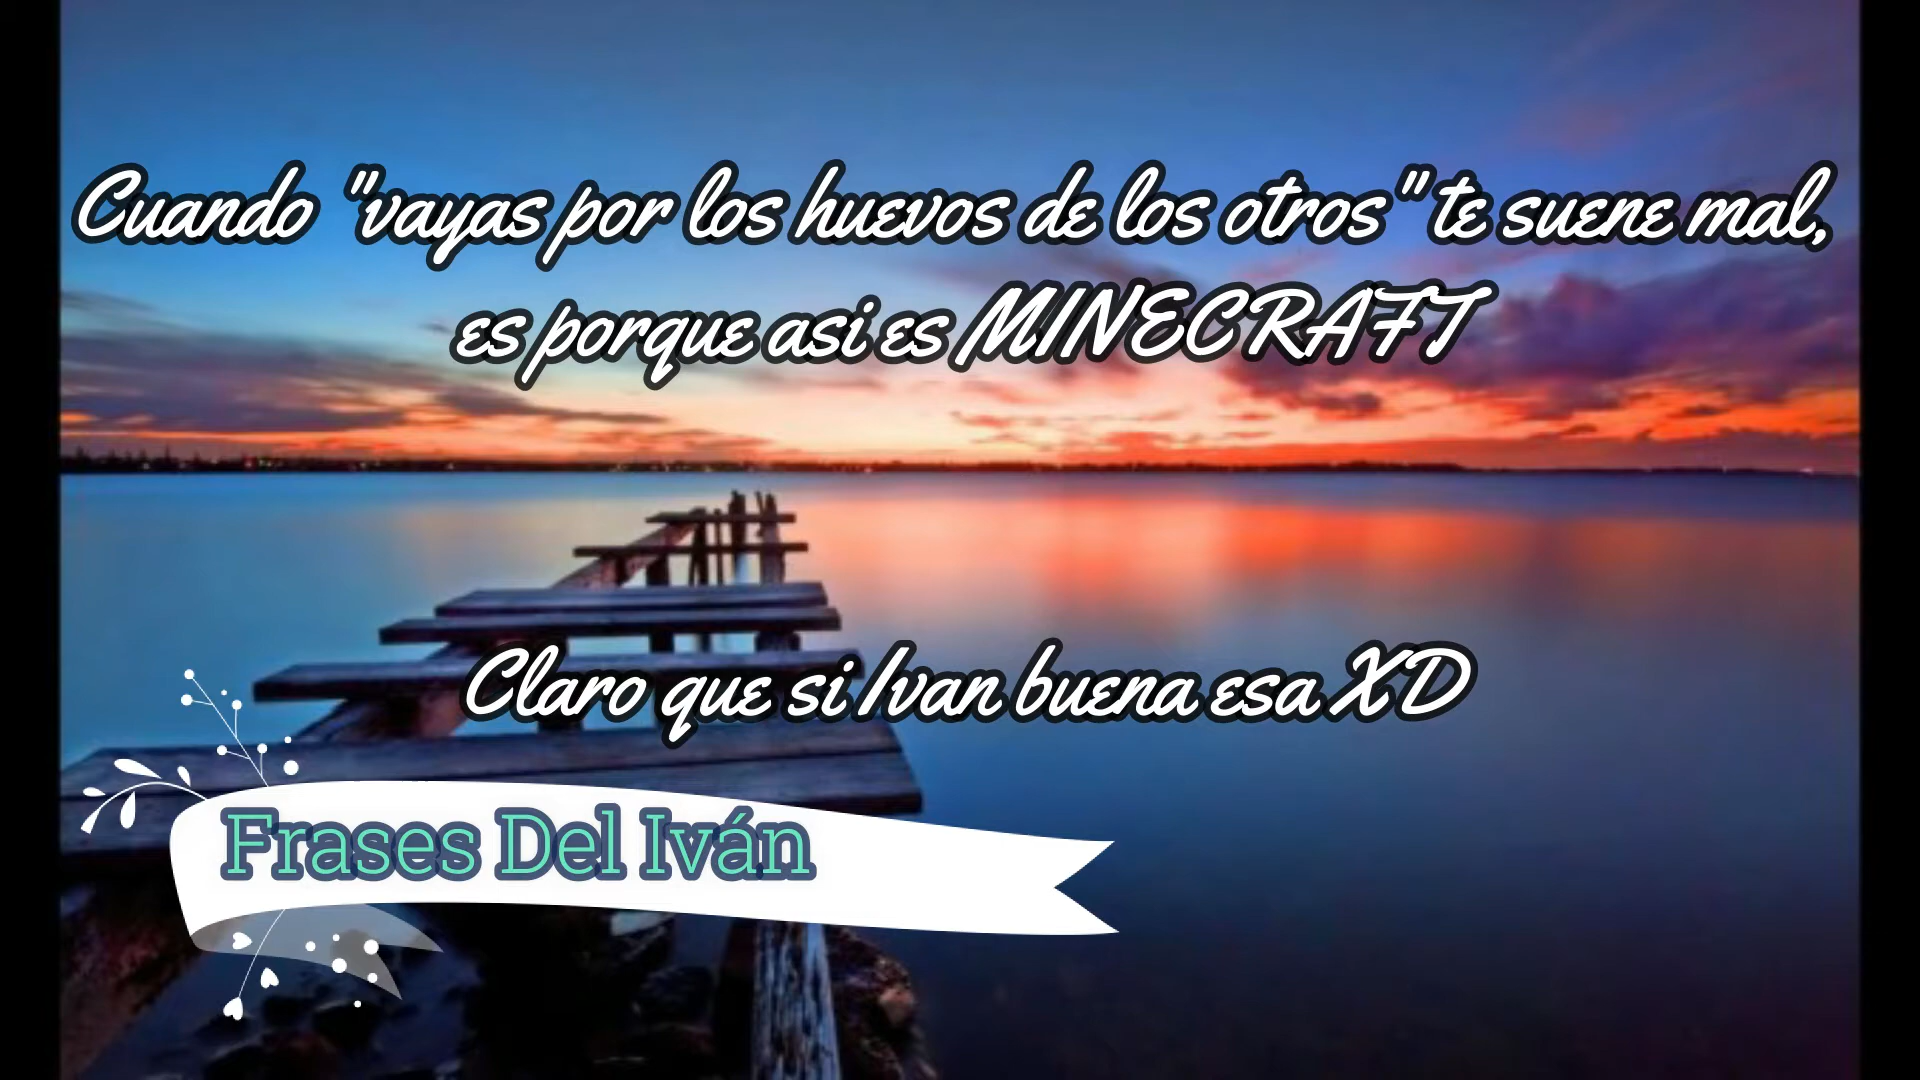 Cuando "vayas por los huevos de los otros" te suene mal,
es porque asi es MINECRAFT
Claro que si Ivan buena esa XD
Frases Del Iván